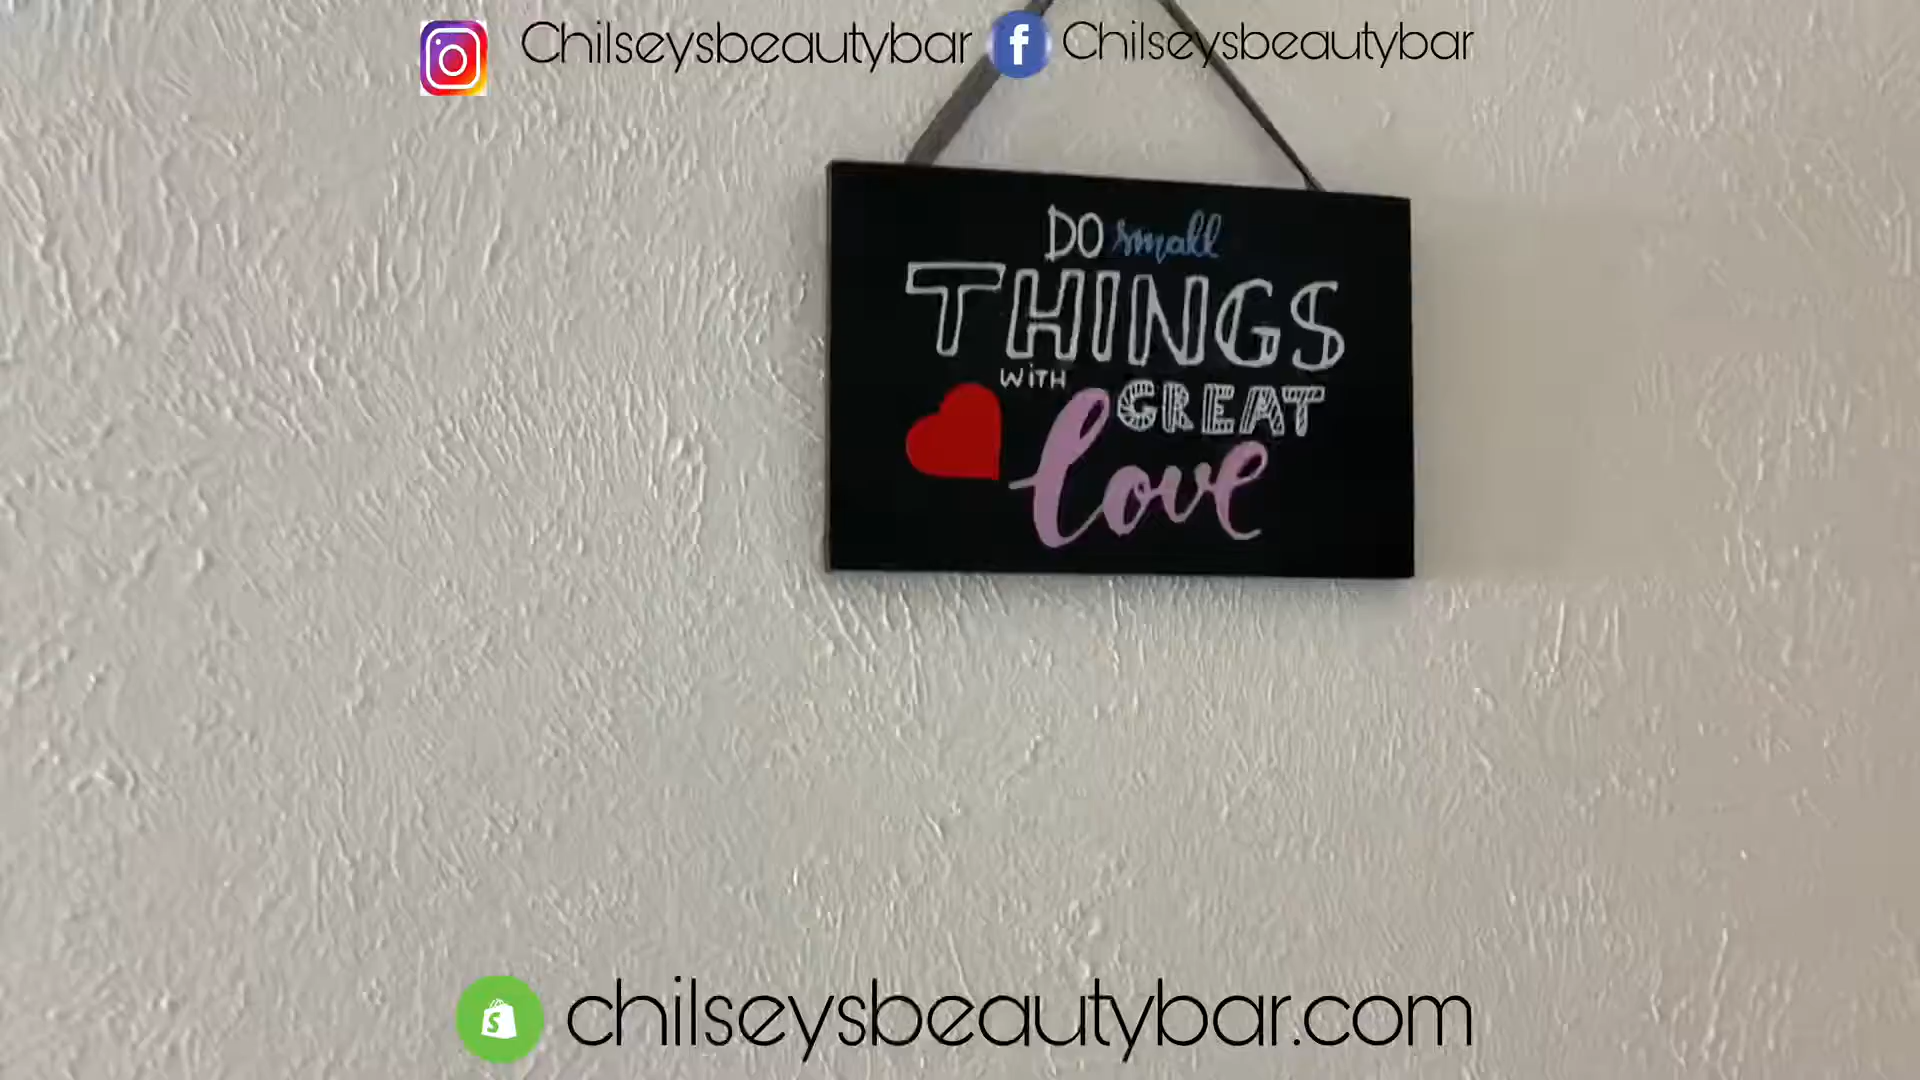 Chilseysbeautybar Chilseysbeautybar
DO small
THINGS
WITH GREAT
love
chilseysbeautybar.com